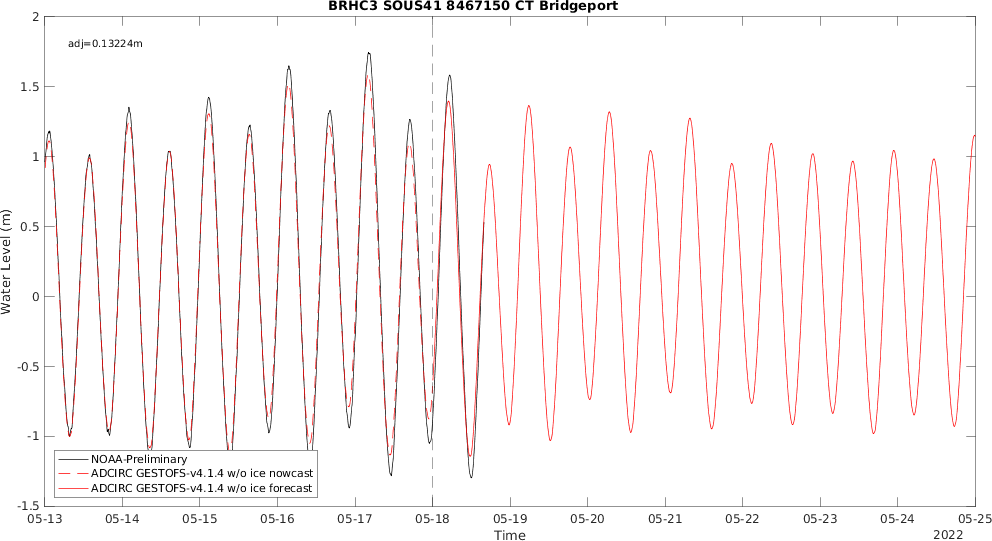 BRHC3 SOUS41 8467150 CT Bridgeport
adj=0.13224m
2
1.5
1
0.5
0
-0.5
-1
-1.5
Water Level (m)
NOAA-Preliminary
ADCIRC GESTOFS-v4.1.4 w/o ice nowcast
ADCIRC GESTOFS-v4.1.4 w/o ice forecast
05-13 05-14 05-15 05-16 05-17 05-18 05-19 05-20 05-21 05-22 05-23 05-24 05-25
Time
2022